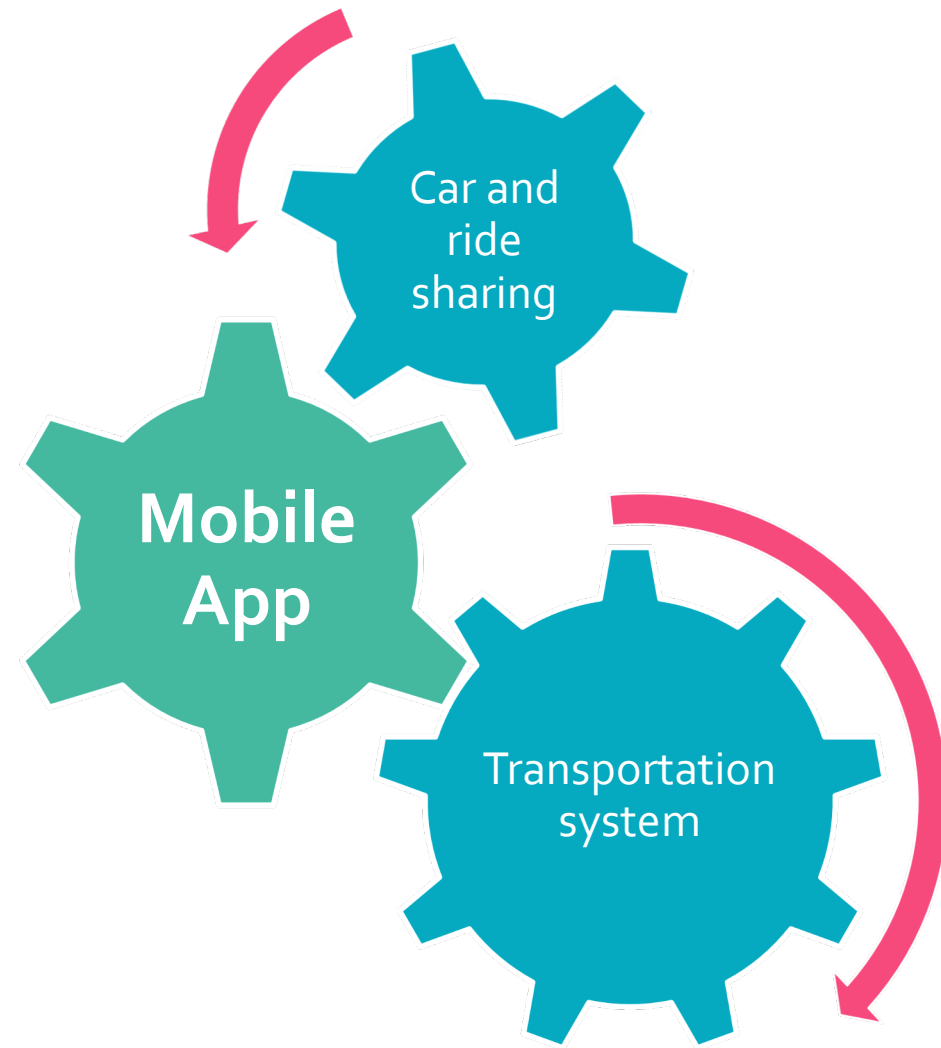 Car and
ride
sharing
Mobile
App
Transportation
system